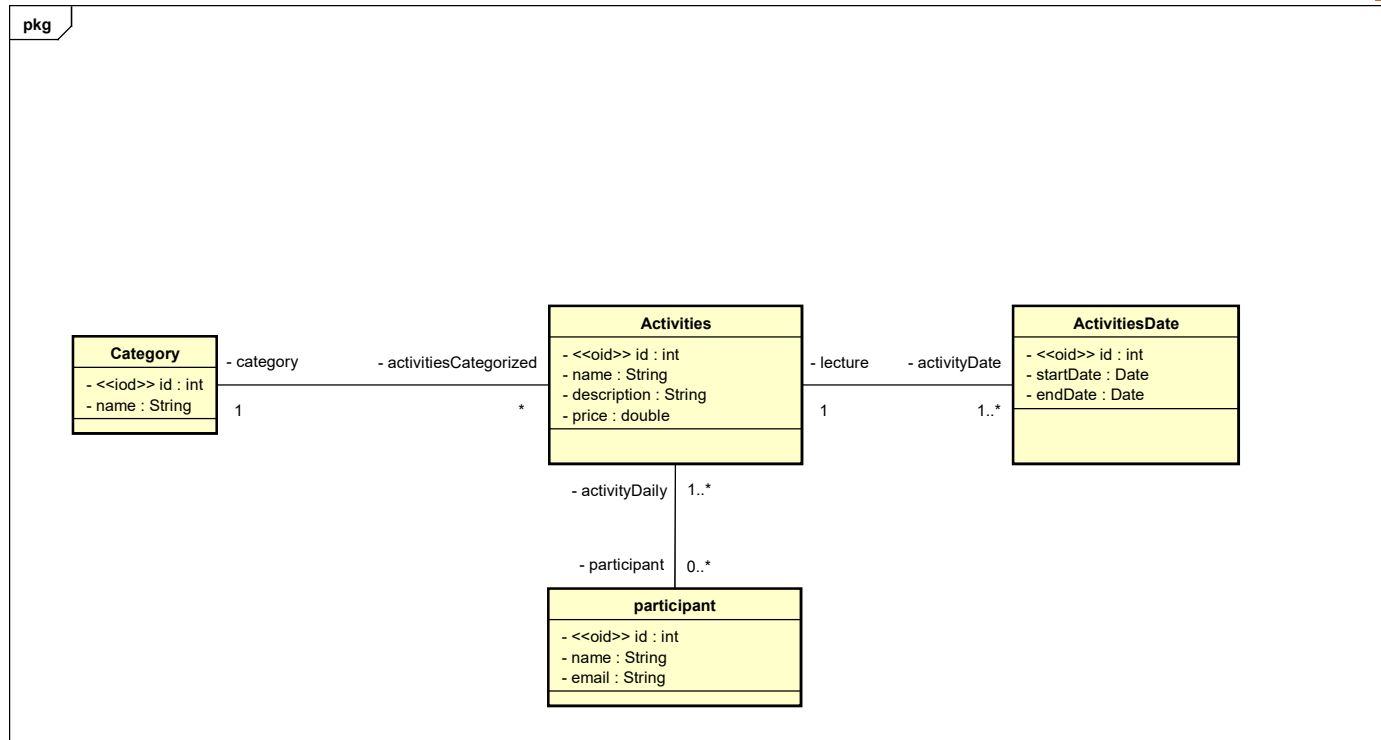 pkg
Category
- <<iod>> id : int
- name : String
- category
1
- activitiesCategorized
*
Activities
- <<oid>> id : int
- name : String
- description : String
- price : double
- lecture
1
- activityDate
1..*
ActivitiesDate
- <<oid>> id : int
- startDate : Date
- endDate : Date
- activityDaily
1..*
- participant
0..*
participant
- <<oid>> id : int
- name : String
- email : String